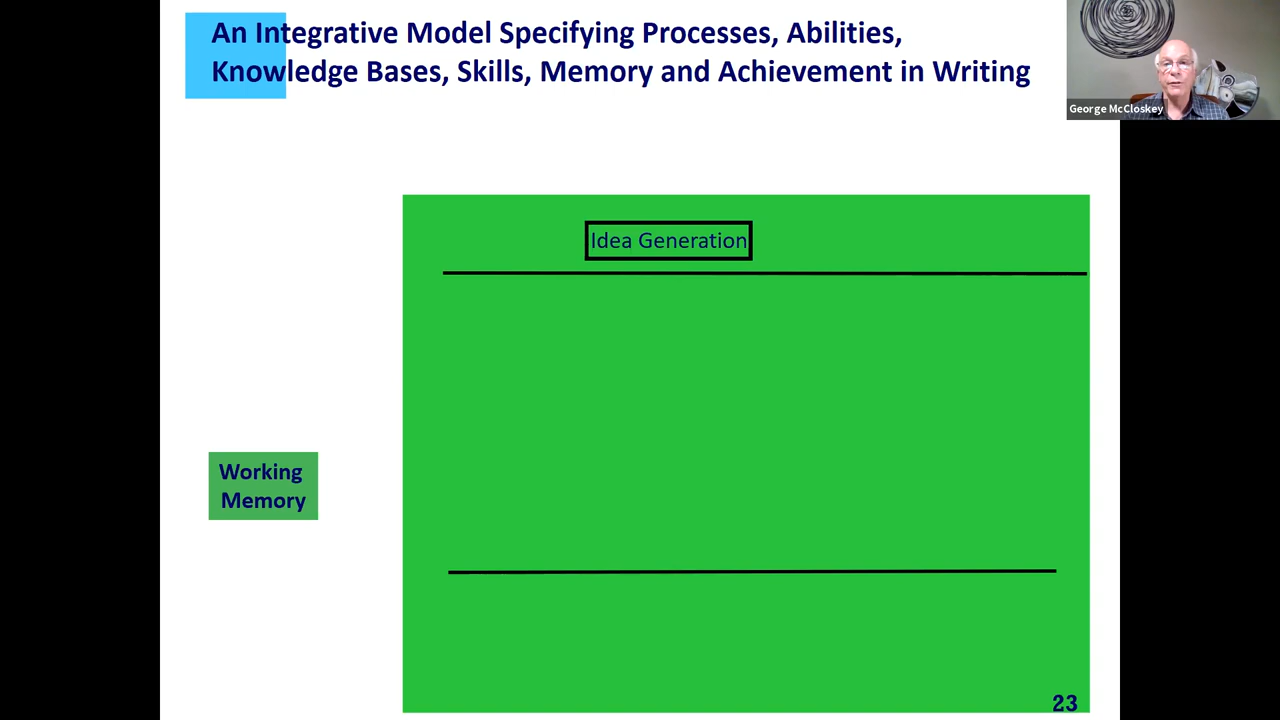 An Integrative Model Specifying Processes, Abilities,
Knowledge Bases, Skills, Memory and Achievement in Writing
George McCloskey
Idea Generation
Working
Memory
23